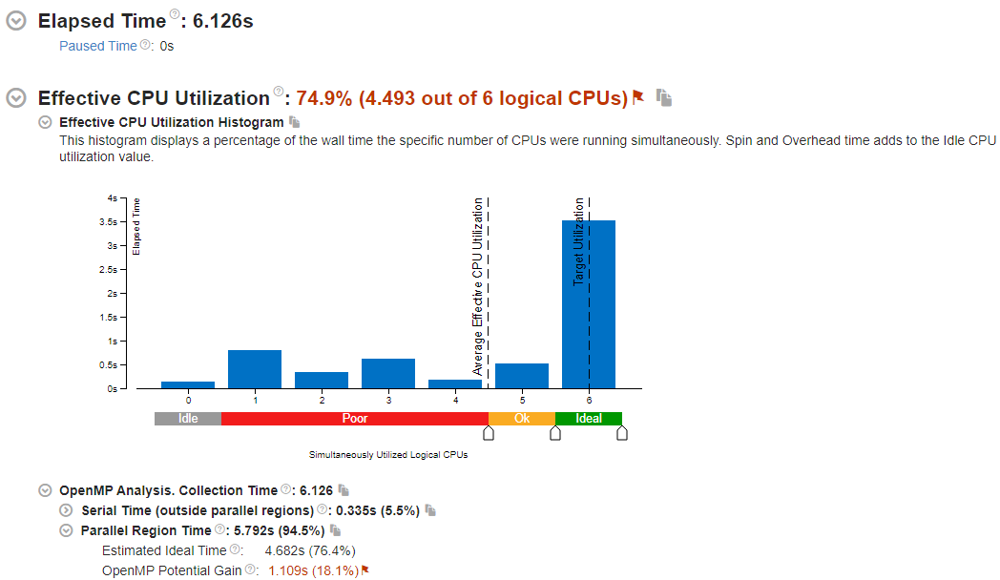 Elapsed Time ?: 6.126s
Paused Time ?: 0s
Effective CPU Utilization ?: 74.9% (4.493 out of 6 logical CPUs)
Effective CPU Utilization Histogram
This histogram displays a percentage of the wall time the specific number of CPUs were running simultaneously. Spin and Overhead time adds to the Idle CPU
utilization value.
4s
3.5s
3s
2.5s
2s
1.5s
1s
0.5s
0s
Elapsed Time
Average Effective CPU Utilization
Target Utilization
0 1 2 3 4 5 6
Idle Poor Ok Ideal
Simultaneously Utilized Logical CPUs
OpenMP Analysis. Collection Time ?: 6.126
Serial Time (outside parallel regions) ?: 0.335s (5.5%)
Parallel Region Time ?: 5.792s (94.5%)
Estimated Ideal Time ?: 4.682s (76.4%)
OpenMP Potential Gain ?: 1.109s (18.1%)